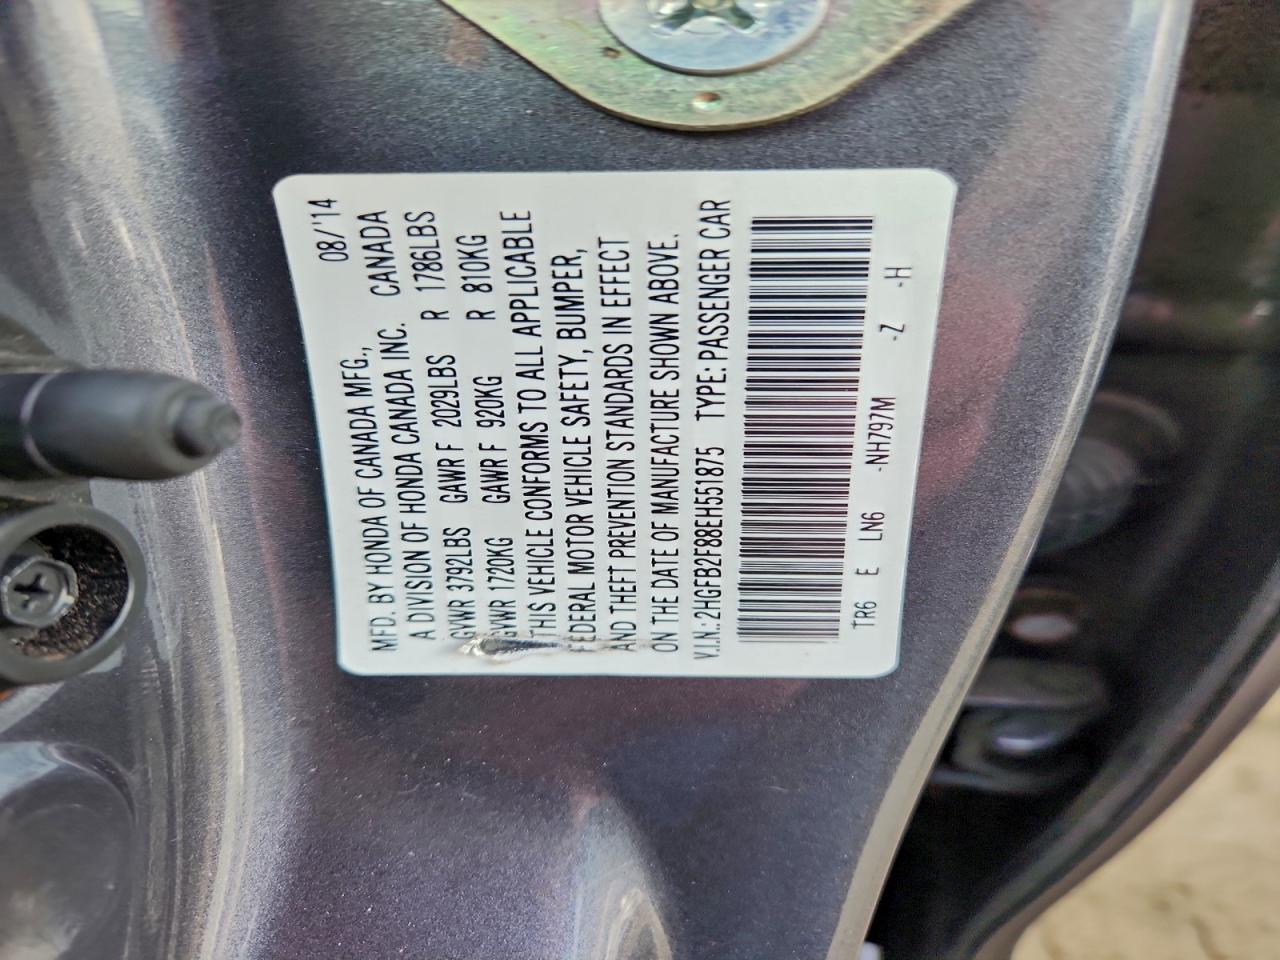 08/'14
MFD. BY HONDA OF CANADA MFG.,
A DIVISION OF HONDA CANADA INC. CANADA
GVWR 3792LBS GAWR F 2029LBS R 1786LBS
GVWR 1720KG GAWR F 920KG R 810KG
THIS VEHICLE CONFORMS TO ALL APPLICABLE
FEDERAL MOTOR VEHICLE SAFETY, BUMPER,
AND THEFT PREVENTION STANDARDS IN EFFECT
ON THE DATE OF MANUFACTURE SHOWN ABOVE.
V.I.N.: 2HGFB2F88EH551875 TYPE: PASSENGER CAR
TR6 E LN6 -NH797M -Z -H